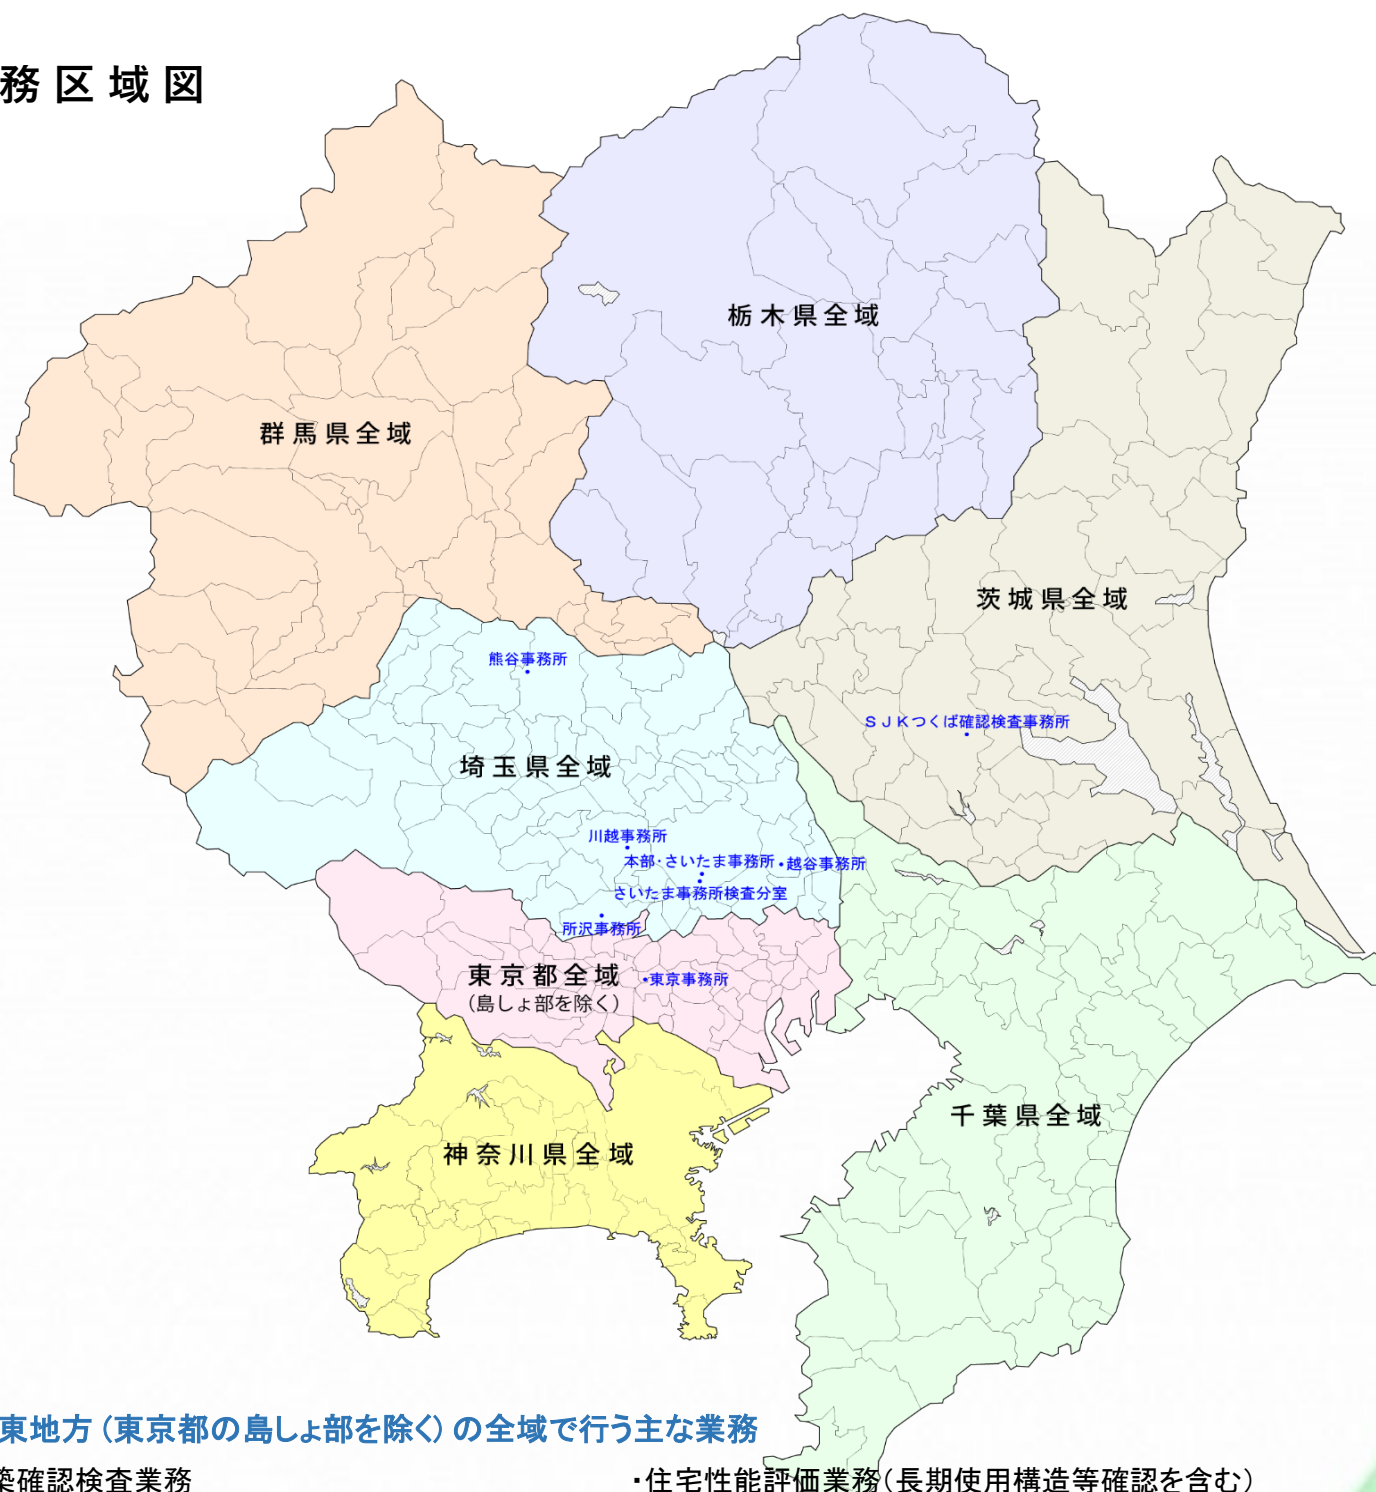 務区域図
栃木県全域
群馬県全域
茨城県全域
熊谷事務所
SJKつくば確認検査事務所
埼玉県全域
川越事務所
本部・さいたま事務所
越谷事務所
さいたま事務所検査分室
所沢事務所
東京都全域
(島しょ部を除く)
東京事務所
千葉県全域
神奈川県全域
東地方(東京都の島しょ部を除く)の全域で行う主な業務
築確認検査業務
・住宅性能評価業務(長期使用構造等確認を含む)